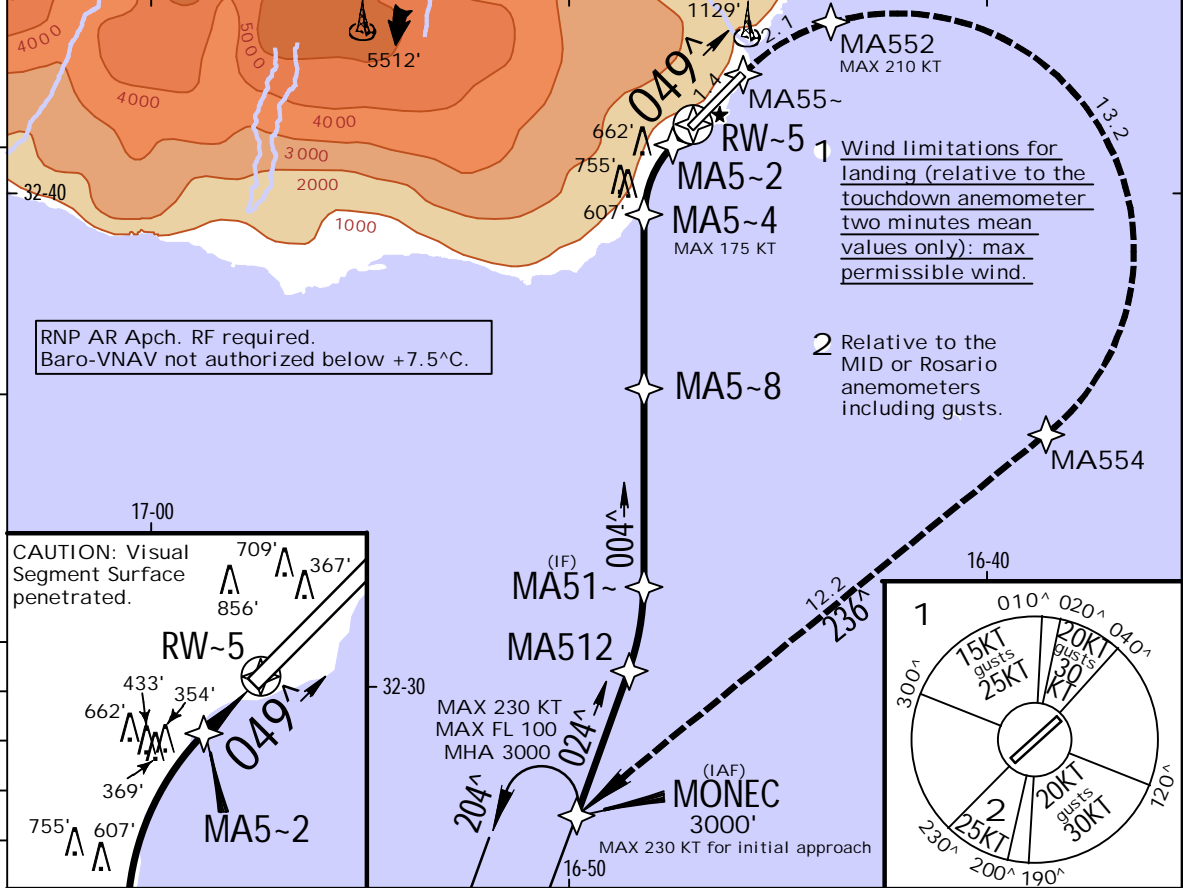 1129'
5512'
4000
5000
4000
4000
3000
2000
1000
32-40
049^
2.1
1.4
MA552
MAX 210 KT
MA55~
662'
RW~5
755'
MA5~2
607'
MA5~4
MAX 175 KT
13.2
1 Wind limitations for
landing (relative to the
touchdown anemometer
two minutes mean
values only): max
permissible wind.
RNP AR Apch. RF required.
Baro-VNAV not authorized below +7.5^C.
2 Relative to the
MID or Rosario
anemometers
including gusts.
MA5~8
MA554
004^
(IF)
MA51~
MA512
12.2
236^
32-30
MAX 230 KT
MAX FL 100
MHA 3000
024^
204^
(IAF)
MONEC
3000'
MAX 230 KT for initial approach
16-50
16-40
17-00
CAUTION: Visual
Segment Surface
penetrated.
709'
367'
856'
RW~5
433'
354'
662'
049^
369'
755'
607'
MA5~2
1
010^
020^
040^
300^
120^
230^
200^
190^
15KT
gusts
25KT
20KT
gusts
30
KT
20KT
gusts
30KT
2
25KT